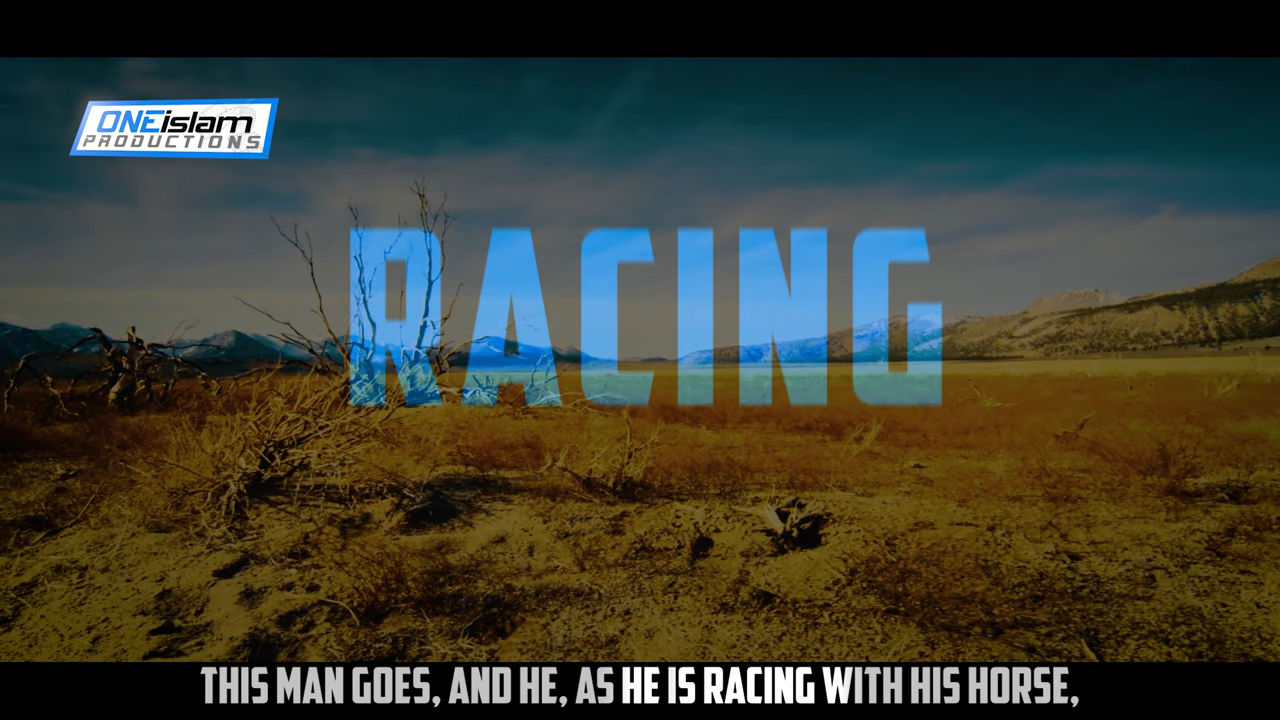 ONEislam
PRODUCTIONS
RACING
THIS MAN GOES, AND HE, AS HE IS RACING WITH HIS HORSE,